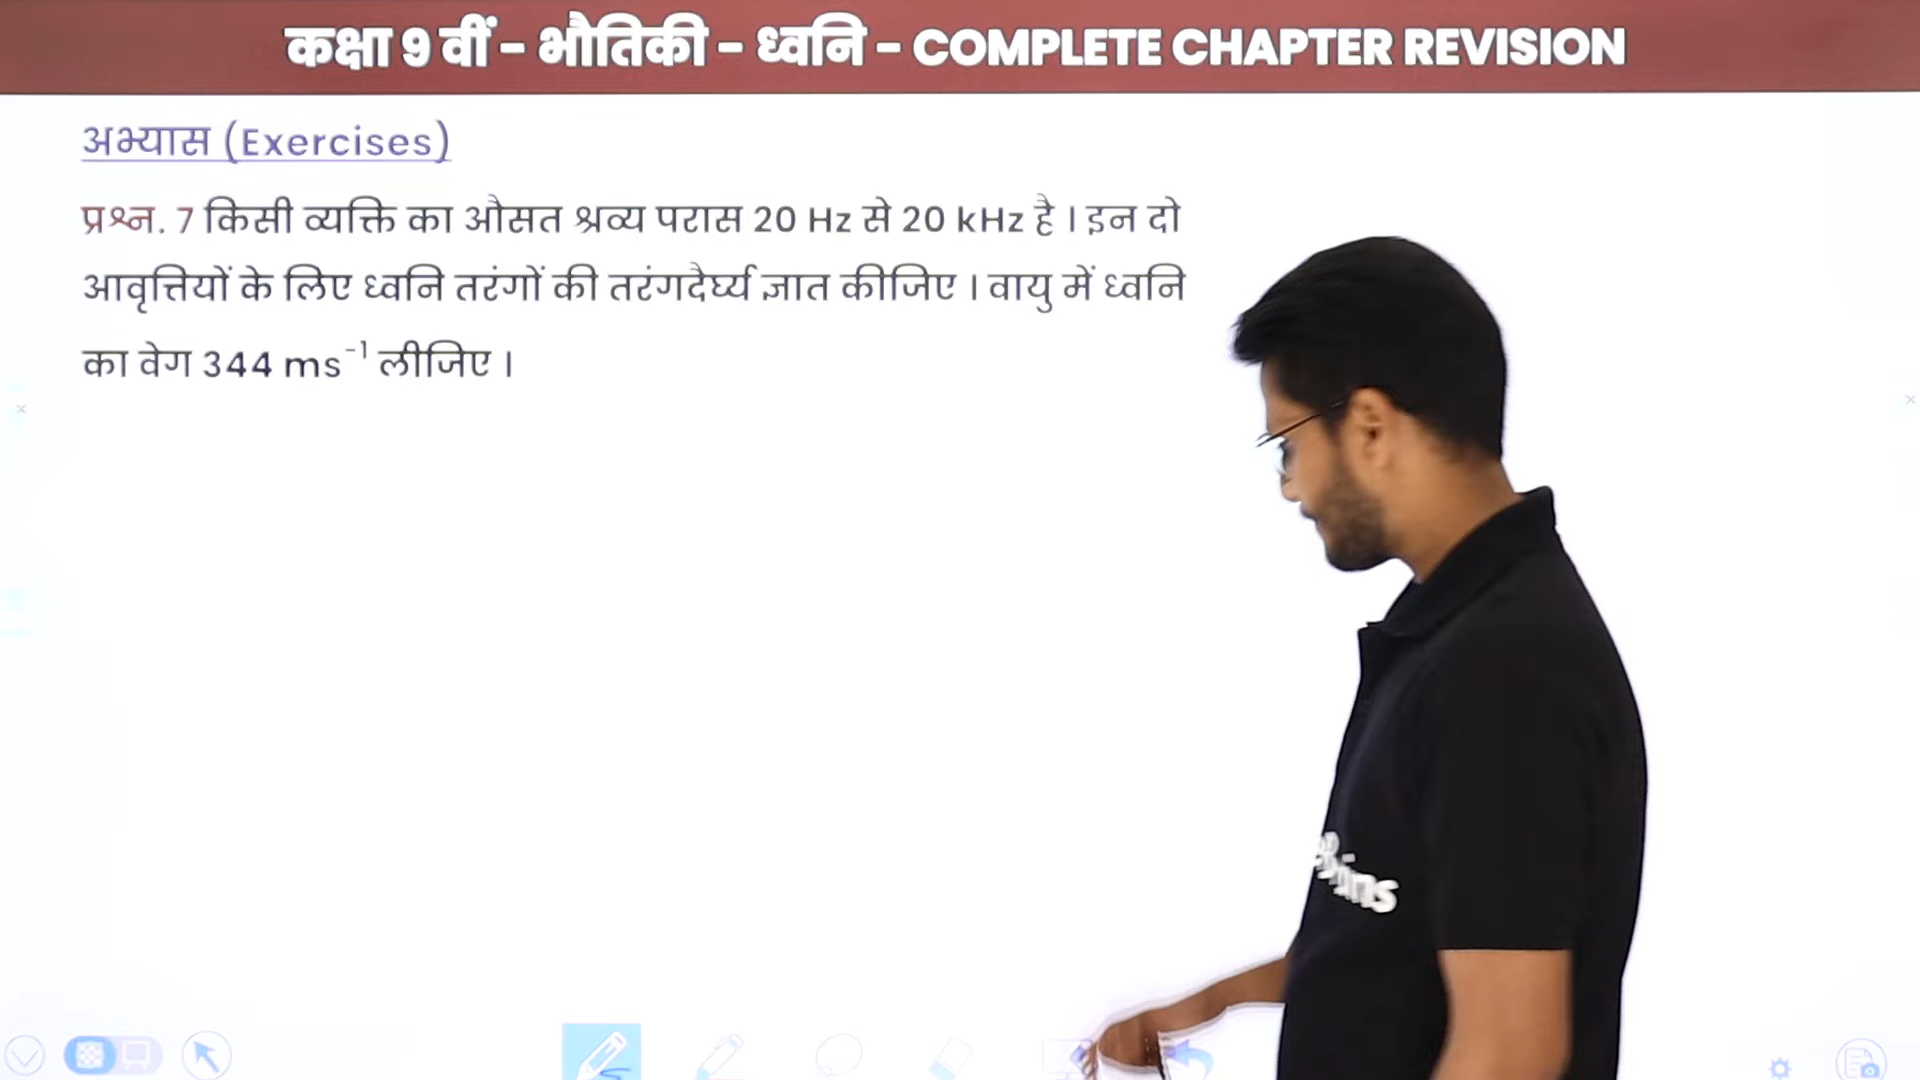 कक्षा 9 वीं - भौतिकी - ध्वनि - COMPLETE CHAPTER REVISION
अभ्यास (Exercises)
प्रश्न. 7 किसी व्यक्ति का औसत श्रव्य परास 20 Hz से 20 kHz है । इन दो
आवृत्तियों के लिए ध्वनि तरंगों की तरंगदैर्घ्य ज्ञात कीजिए । वायु में ध्वनि
का वेग 344 ms⁻¹ लीजिए ।